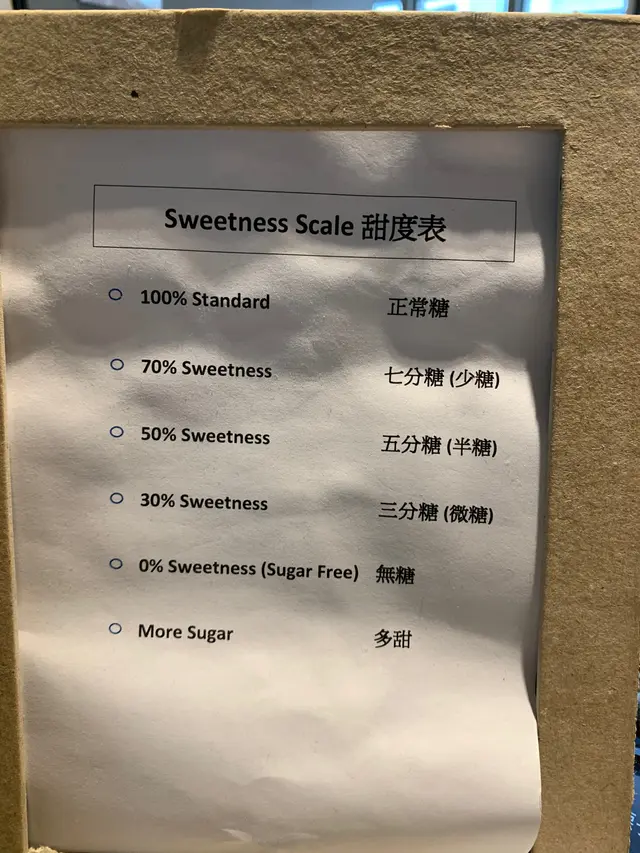 Sweetness Scale 甜度表
100% Standard 正常糖
70% Sweetness 七分糖 (少糖)
50% Sweetness 五分糖 (半糖)
30% Sweetness 三分糖 (微糖)
0% Sweetness (Sugar Free) 無糖
More Sugar 多甜